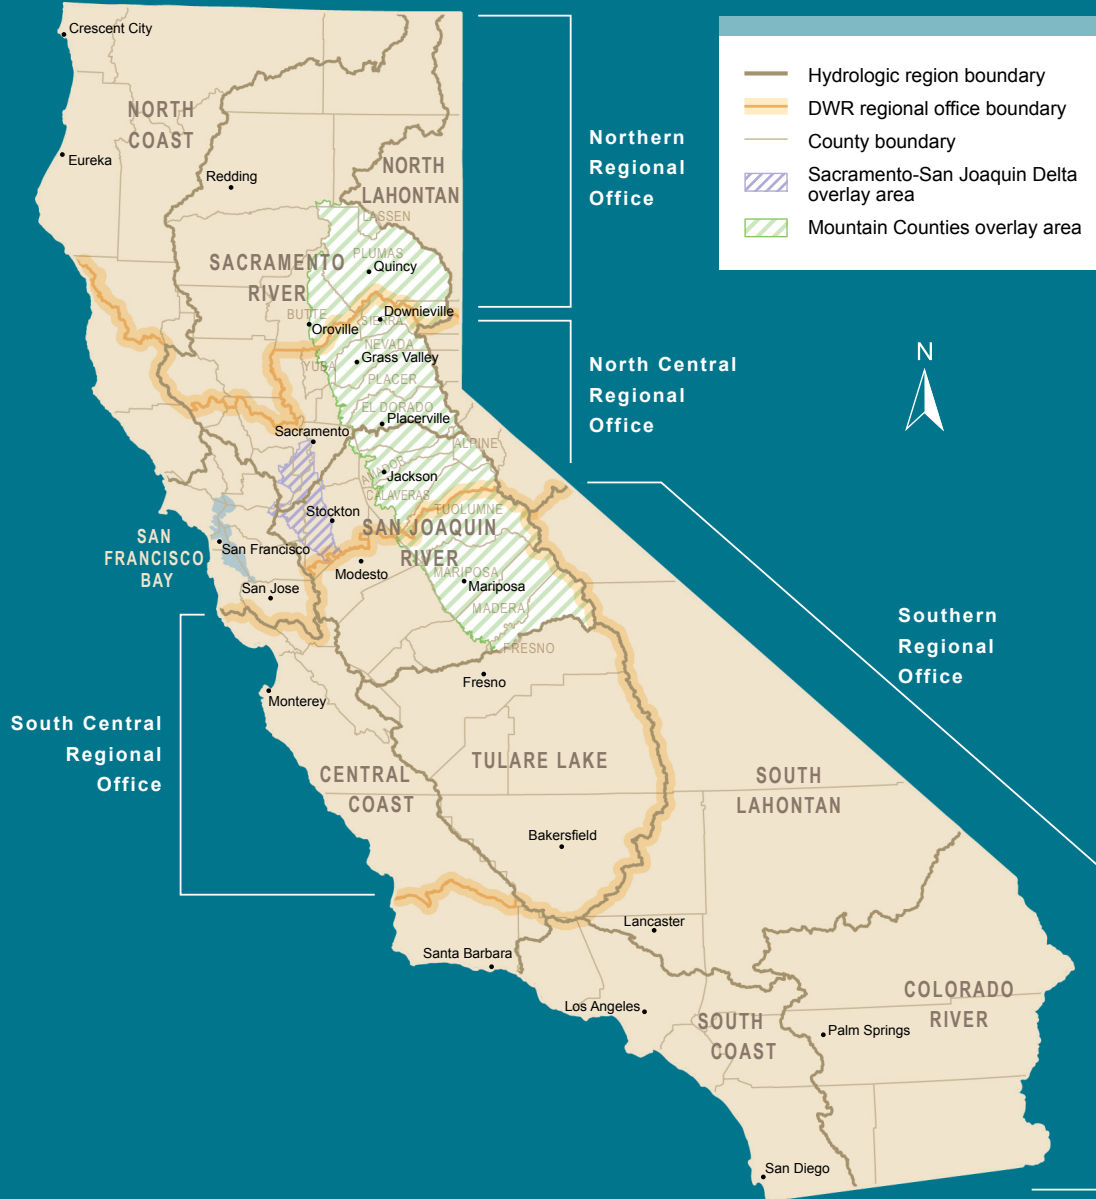 Crescent City
NORTH
COAST
Eureka
Redding
NORTH
LAHONTAN
LASSEN
PLUMAS
Quincy
SACRAMENTO
RIVER
BUTTE
Oroville
Downieville
SIERRA
NEVADA
Grass Valley
YUBA
PLACER
EL DORADO
Placerville
Sacramento
ALPINE
AMADOR
Jackson
CALAVERAS
TUOLUMNE
Stockton
SAN JOAQUIN
RIVER
SAN
FRANCISCO
BAY
San Francisco
Modesto
MARIPOSA
Mariposa
San Jose
MADERA
FRESNO
Fresno
Monterey
TULARE LAKE
CENTRAL
COAST
SOUTH
LAHONTAN
Bakersfield
Lancaster
Santa Barbara
Los Angeles
SOUTH
COAST
COLORADO
RIVER
Palm Springs
San Diego
Northern
Regional
Office
North Central
Regional
Office
Southern
Regional
Office
South Central
Regional
Office
Hydrologic region boundary
DWR regional office boundary
County boundary
Sacramento-San Joaquin Delta
overlay area
Mountain Counties overlay area
N